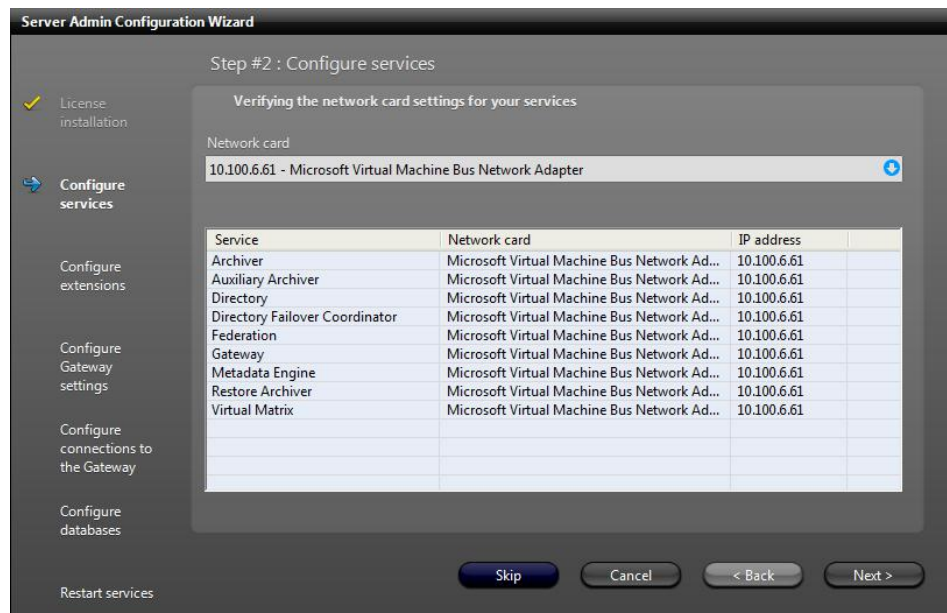 Server Admin Configuration Wizard
Step #2 : Configure services
License
installation
Configure
services
Configure
extensions
Configure
Gateway
settings
Configure
connections to
the Gateway
Configure
databases
Restart services
Verifying the network card settings for your services
Network card
10.100.6.61 - Microsoft Virtual Machine Bus Network Adapter
Service Network card IP address
Archiver Microsoft Virtual Machine Bus Network Ad... 10.100.6.61
Auxiliary Archiver Microsoft Virtual Machine Bus Network Ad... 10.100.6.61
Directory Microsoft Virtual Machine Bus Network Ad... 10.100.6.61
Directory Failover Coordinator Microsoft Virtual Machine Bus Network Ad... 10.100.6.61
Federation Microsoft Virtual Machine Bus Network Ad... 10.100.6.61
Gateway Microsoft Virtual Machine Bus Network Ad... 10.100.6.61
Metadata Engine Microsoft Virtual Machine Bus Network Ad... 10.100.6.61
Restore Archiver Microsoft Virtual Machine Bus Network Ad... 10.100.6.61
Virtual Matrix Microsoft Virtual Machine Bus Network Ad... 10.100.6.61
Skip Cancel < Back Next >